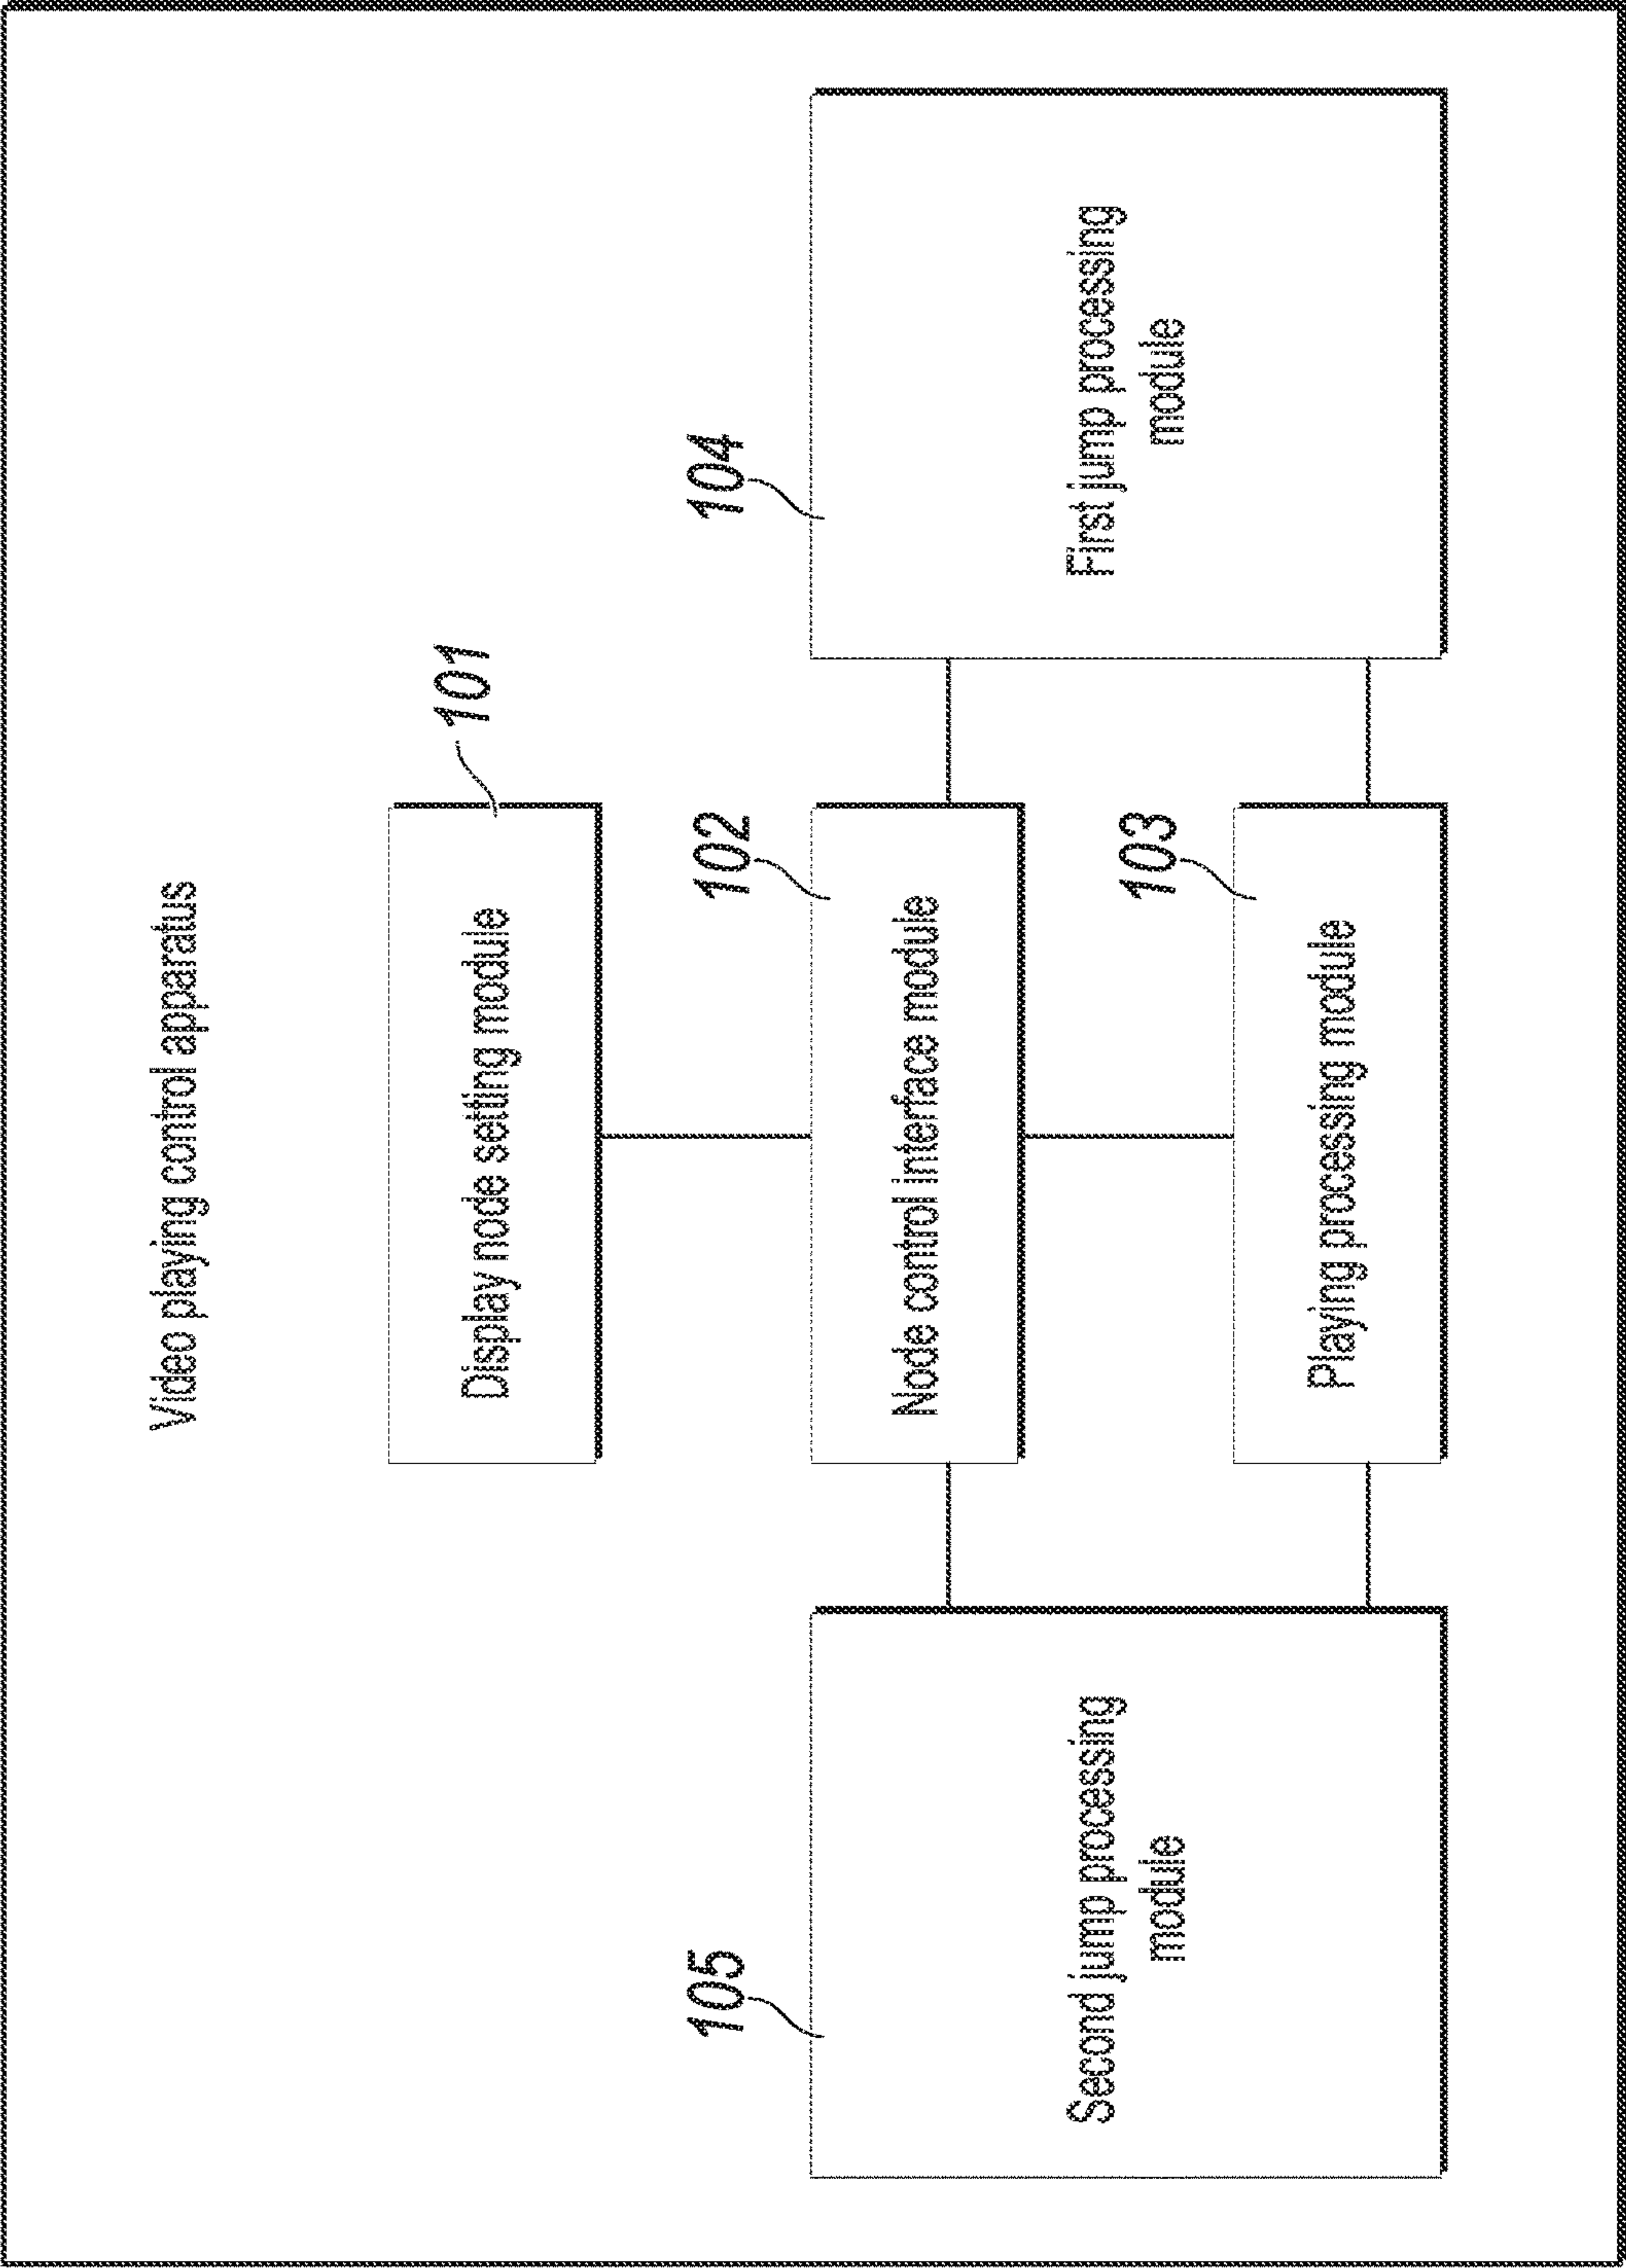 Video playing control apparatus
101
Display node setting module
102
Node control interface module
103
Playing processing module
104
First jump processing
module
105
Second jump processing
module